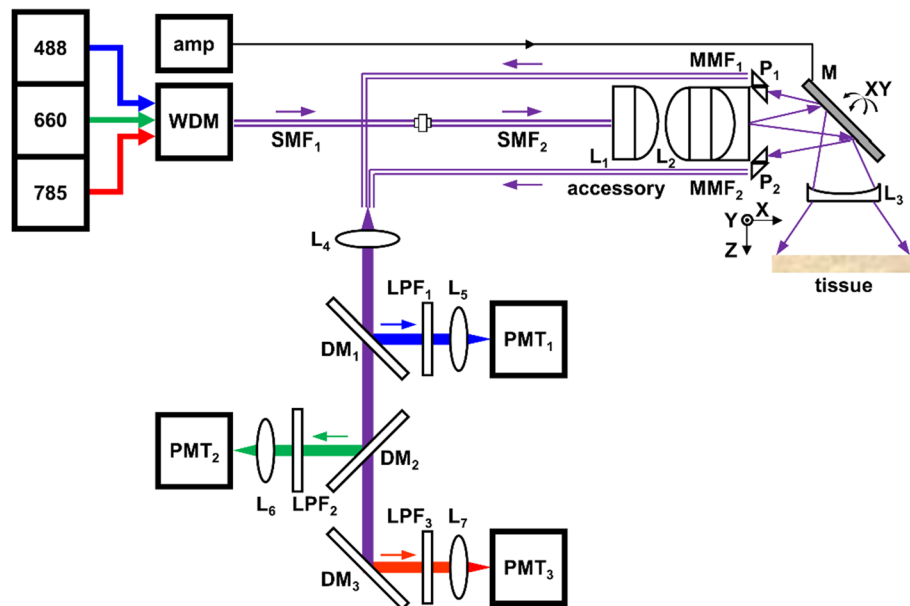 488
660
785
amp
WDM
SMF₁
SMF₂
MMF₁
P₁
M
XY
L₁
L₂
accessory
MMF₂
P₂
L₃
Y
X
Z
tissue
L₄
LPF₁
L₅
DM₁
PMT₁
PMT₂
L₆
LPF₂
DM₂
LPF₃
L₇
DM₃
PMT₃